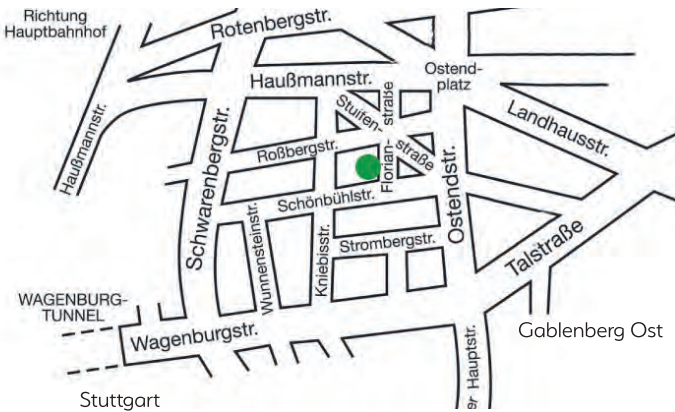 Richtung
Hauptbahnhof
Rotenbergstr.
Haußmannstr.
Ostend-
platz
Haußmannstr.
Schwarenbergstr.
Stuifen-
straße
Florian-
straße
Landhausstr.
Roßbergstr.
Schönbühlstr.
Ostendstr.
Wunnensteinstr.
Kniebisstr.
Strombergstr.
Talstraße
WAGENBURG-
TUNNEL
Wagenburgstr.
Gablenberg Ost
er Hauptstr.
Stuttgart